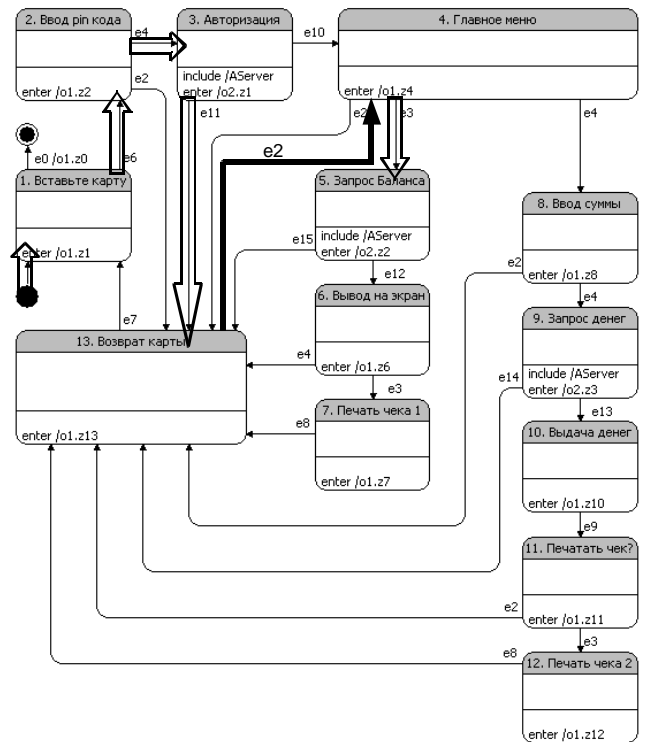 2. Ввод pin кода
enter /o1.z2
e4
3. Авторизация
include /AServer
enter /o2.z1
e10
4. Главное меню
enter /o1.z4
e2
e11
e2
e3
e4
e0 /o1.z0
e6
e2
1. Вставьте карту
enter /o1.z1
5. Запрос Баланса
include /AServer
enter /o2.z2
e15
e12
8. Ввод суммы
enter /o1.z8
e2
e4
6. Вывод на экран
enter /o1.z6
e4
e3
e7
13. Возврат карты
enter /o1.z13
9. Запрос денег
include /AServer
enter /o2.z3
e14
e13
7. Печать чека 1
enter /o1.z7
e8
10. Выдача денег
enter /o1.z10
e9
11. Печатать чек?
enter /o1.z11
e2
e3
e8
12. Печать чека 2
enter /o1.z12